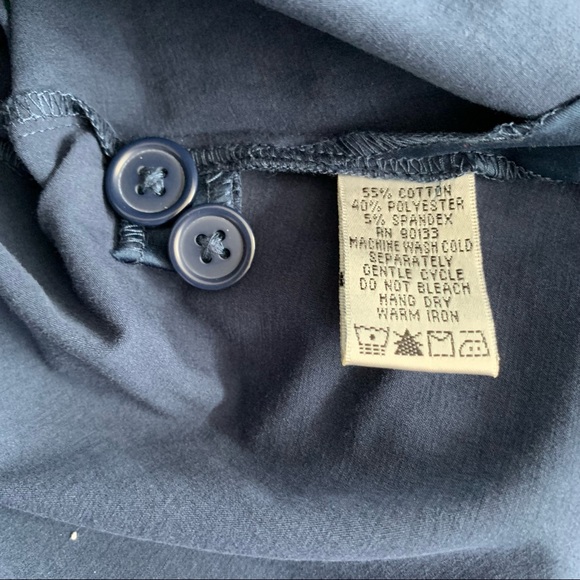 55% COTTON
40% POLYESTER
5% SPANDEX
RN 90133
MACHINE WASH COLD
SEPARATELY
GENTLE CYCLE
DO NOT BLEACH
HANG DRY
WARM IRON